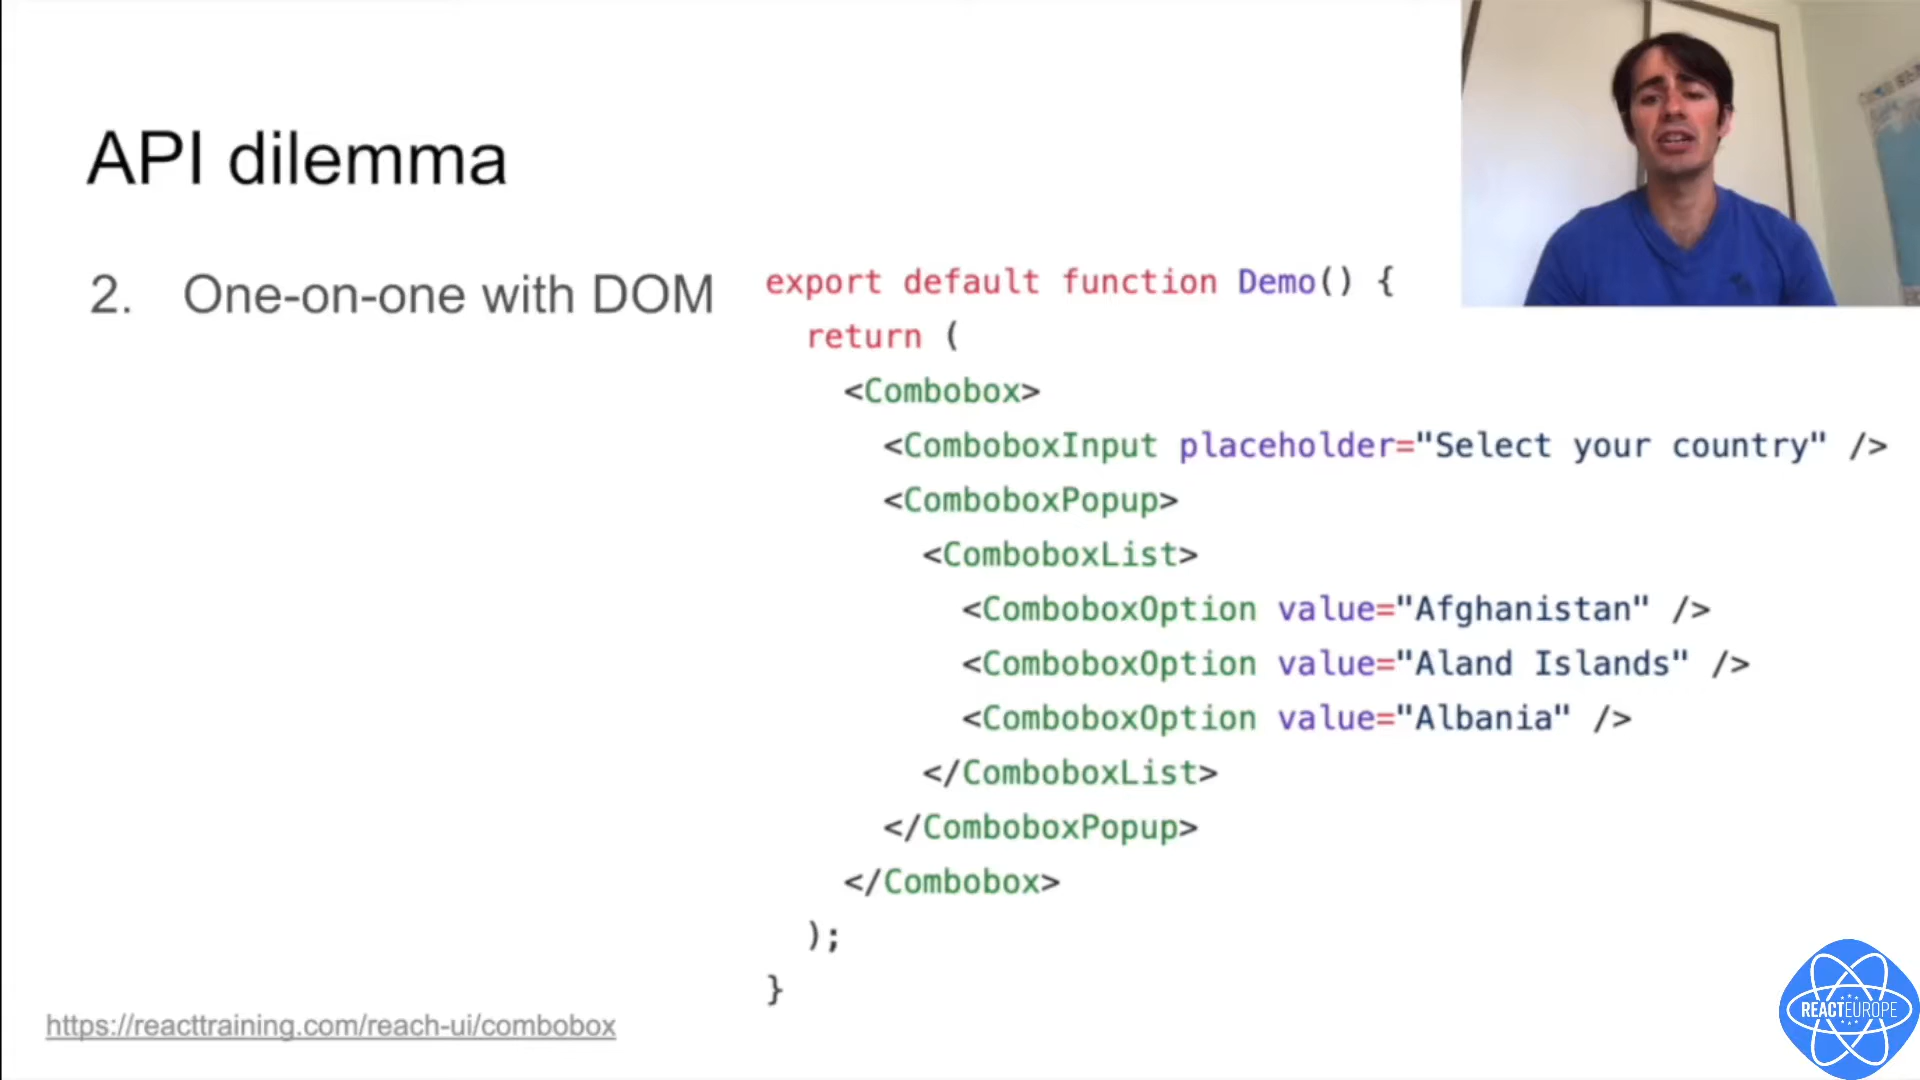 API dilemma
2. One-on-one with DOM
export default function Demo() {
return (
<Combobox>
<ComboboxInput placeholder="Select your country" />
<ComboboxPopup>
<ComboboxList>
<ComboboxOption value="Afghanistan" />
<ComboboxOption value="Aland Islands" />
<ComboboxOption value="Albania" />
</ComboboxList>
</ComboboxPopup>
</Combobox>
);
}
https://reacttraining.com/reach-ui/combobox
REACTEUROPE